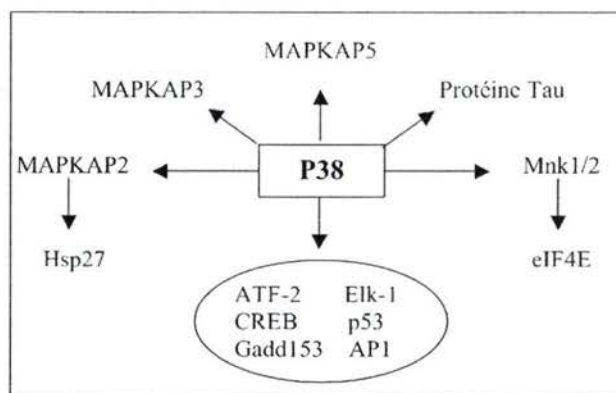 MAPKAP5
MAPKAP3
Protéine Tau
MAPKAP2
P38
Mnk1/2
Hsp27
eIF4E
ATF-2 Elk-1
CREB p53
Gadd153 AP1